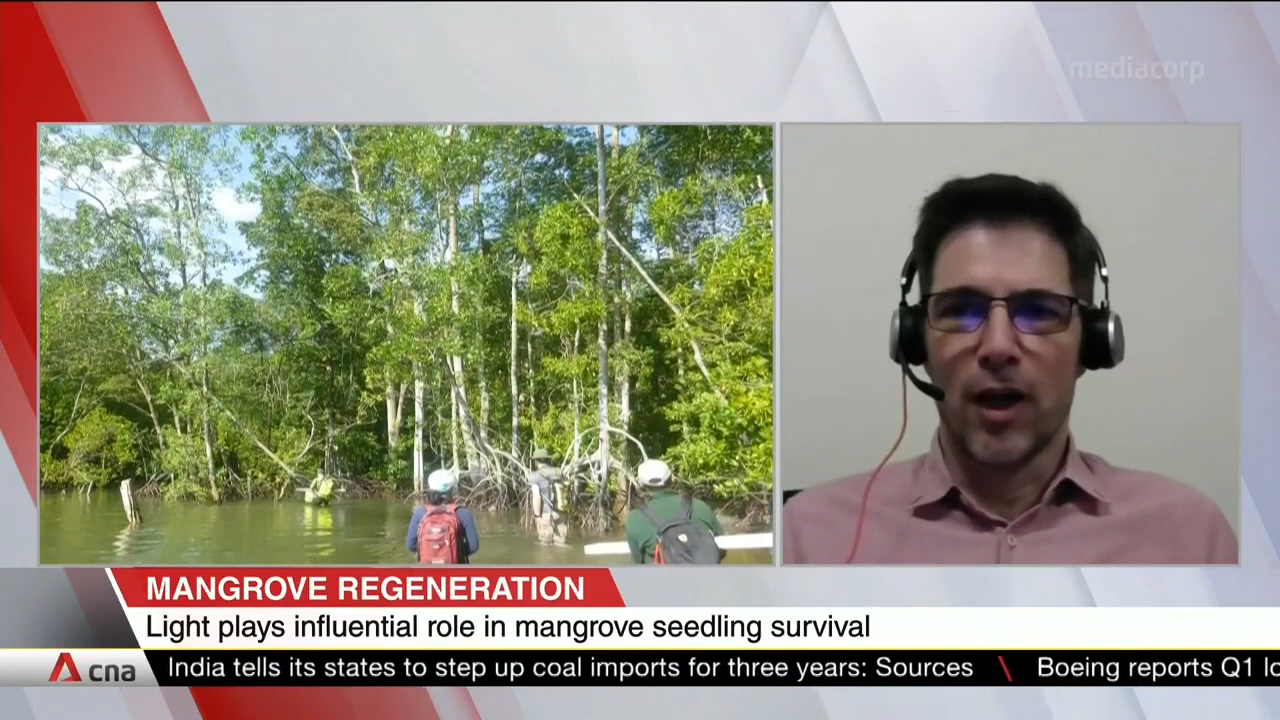 mediacorp
MANGROVE REGENERATION
Light plays influential role in mangrove seedling survival
cna
India tells its states to step up coal imports for three years: Sources \ Boeing reports Q1